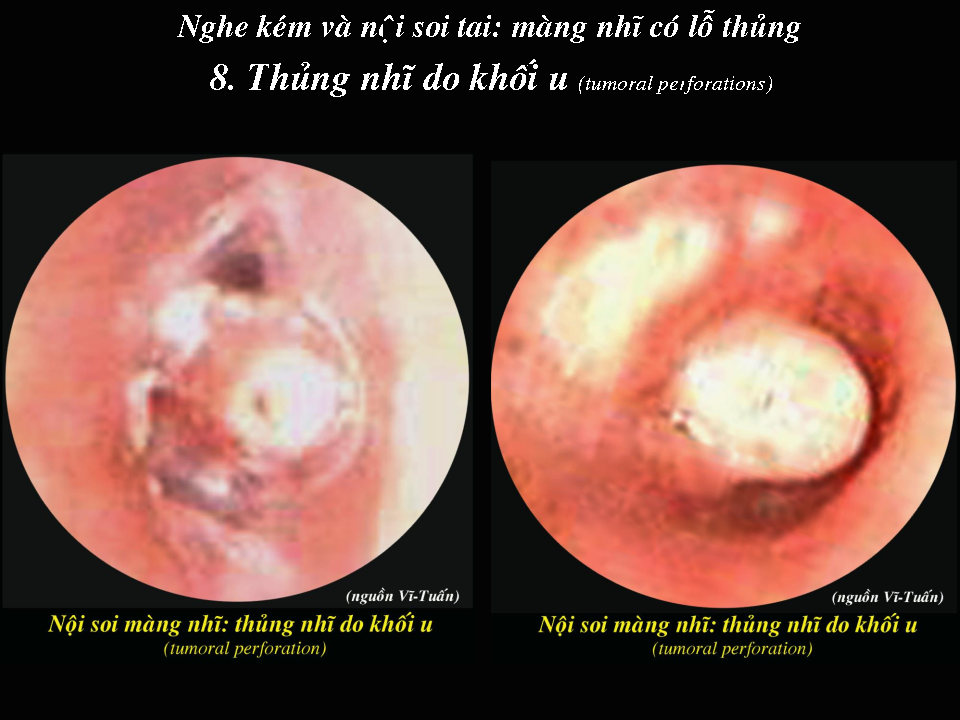 Nghe kém và nội soi tai: màng nhĩ có lỗ thủng
8. Thủng nhĩ do khối u (tumoral perforations)
(nguồn Vĩ-Tuấn)
Nội soi màng nhĩ: thủng nhĩ do khối u
(tumoral perforation)
(nguồn Vĩ-Tuấn)
Nội soi màng nhĩ: thủng nhĩ do khối u
(tumoral perforation)